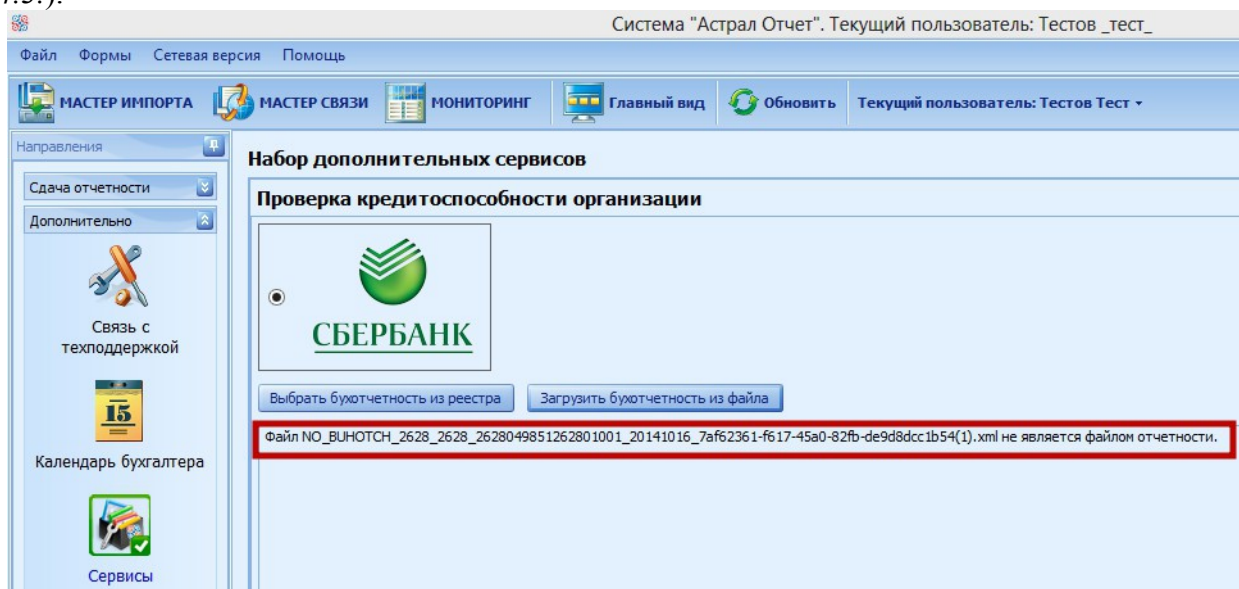 Система "Астрал Отчет". Текущий пользователь: Тестов _тест_
Файл Формы Сетевая версия Помощь
МАСТЕР ИМПОРТА МАСТЕР СВЯЗИ МОНИТОРИНГ Главный вид Обновить Текущий пользователь: Тестов Тест
Направления
Сдача отчетности
Дополнительно
15
Связь с
техподдержкой
Календарь бухгалтера
Сервисы
Набор дополнительных сервисов
Проверка кредитоспособности организации
СБЕРБАНК
Выбрать бухотчетность из реестра Загрузить бухотчетность из файла
Файл NO_BUHOTCH_2628_2628_2628049851262801001_20141016_7af62361-f617-45a0-82fb-de9d8dcc1b54(1).xml не является файлом отчетности.